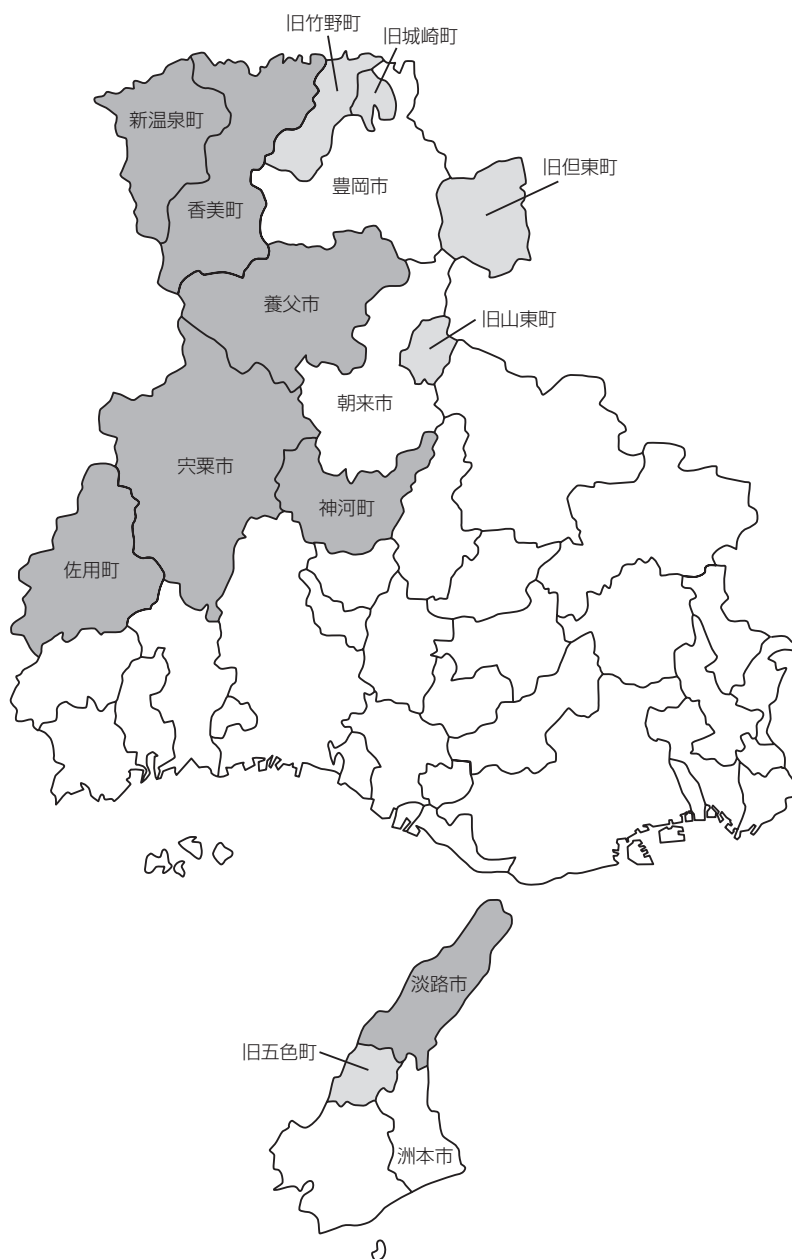 旧竹野町
旧城崎町
新温泉町
旧但東町
豊岡市
香美町
養父市
旧山東町
朝来市
宍粟市
神河町
佐用町
淡路市
旧五色町
洲本市